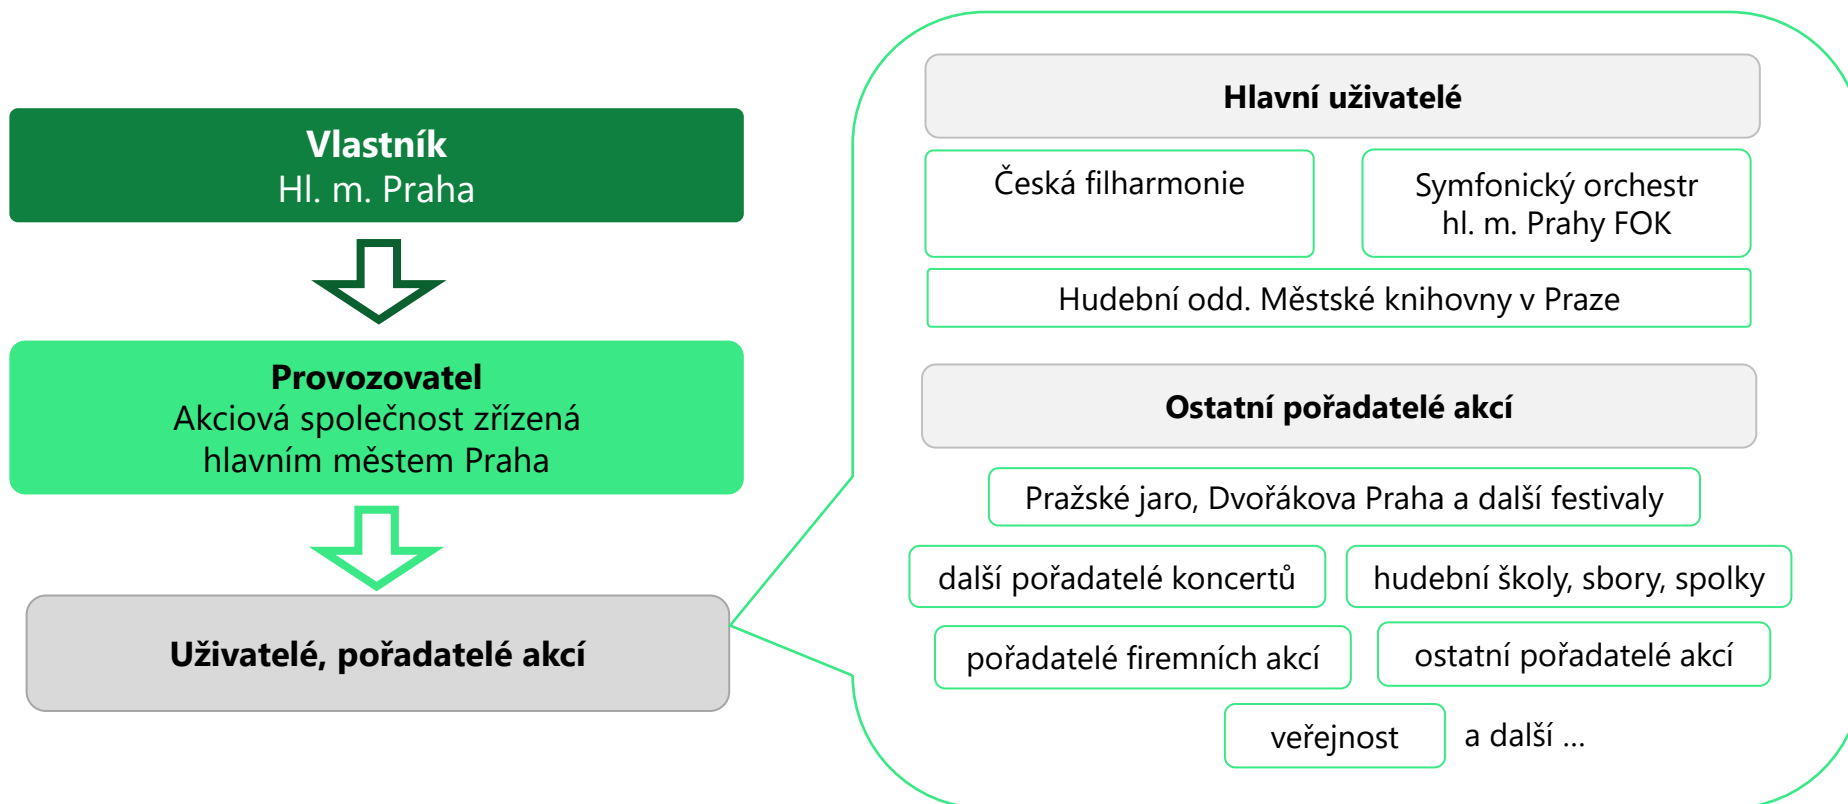 Vlastník
Hl. m. Praha
Provozovatel
Akciová společnost zřízená
hlavním městem Praha
Uživatelé, pořadatelé akcí
Hlavní uživatelé
Česká filharmonie
Symfonický orchestr
hl. m. Prahy FOK
Hudební odd. Městské knihovny v Praze
Ostatní pořadatelé akcí
Pražské jaro, Dvořákova Praha a další festivaly
další pořadatelé koncertů
hudební školy, sbory, spolky
pořadatelé firemních akcí
ostatní pořadatelé akcí
veřejnost
a další ...